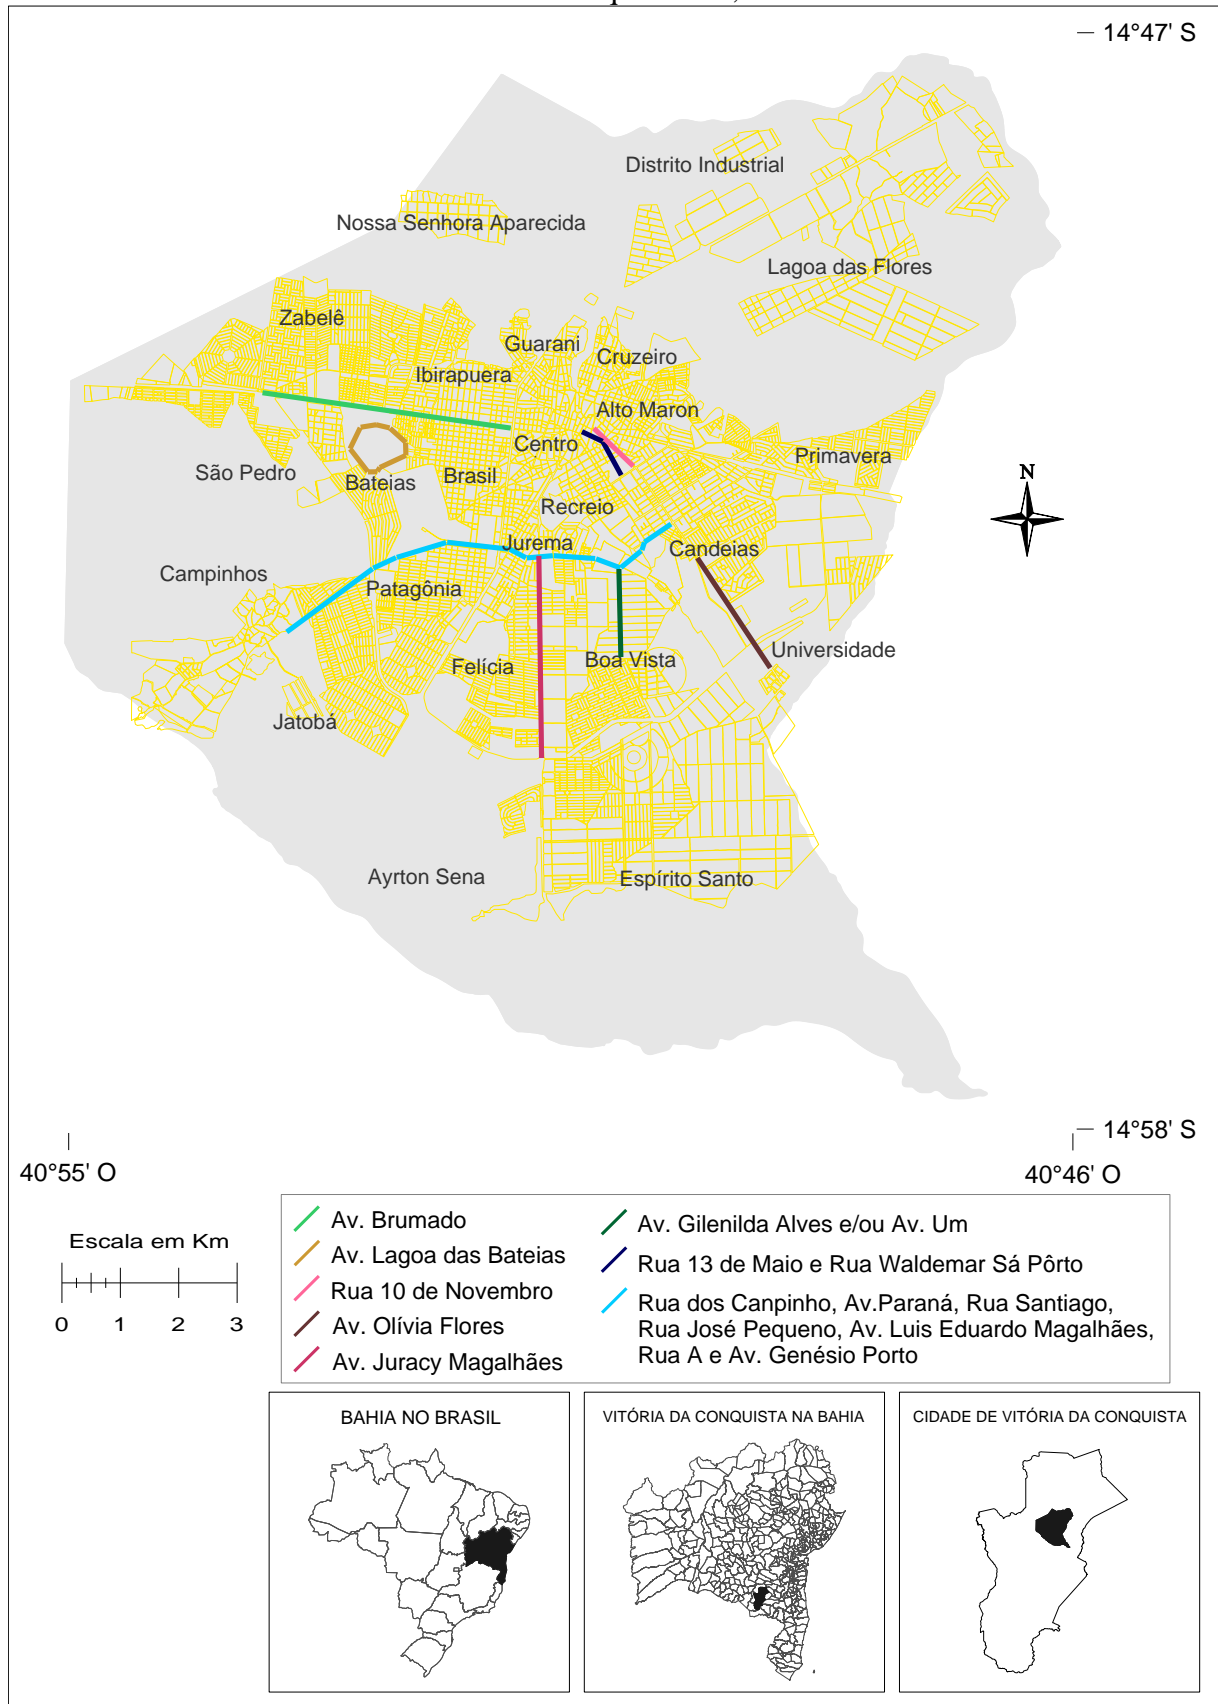 14°47' S
Distrito Industrial
Nossa Senhora Aparecida
Lagoa das Flores
Zabelê
Guarani
Cruzeiro
Ibirapuera
Alto Maron
Centro
Primavera
São Pedro
Bateias
Brasil
Recreio
N
Jurema
Candeias
Campinhos
Patagônia
Universidade
Felícia
Boa Vista
Jatobá
Ayrton Sena
Espírito Santo
14°58' S
40°55' O
40°46' O
Escala em Km
0 1 2 3
Av. Brumado
Av. Lagoa das Bateias
Rua 10 de Novembro
Av. Olívia Flores
Av. Juracy Magalhães
Av. Gilenilda Alves e/ou Av. Um
Rua 13 de Maio e Rua Waldemar Sá Pôrto
Rua dos Canpinho, Av.Paraná, Rua Santiago,
Rua José Pequeno, Av. Luis Eduardo Magalhães,
Rua A e Av. Genésio Porto
BAHIA NO BRASIL
VITÓRIA DA CONQUISTA NA BAHIA
CIDADE DE VITÓRIA DA CONQUISTA